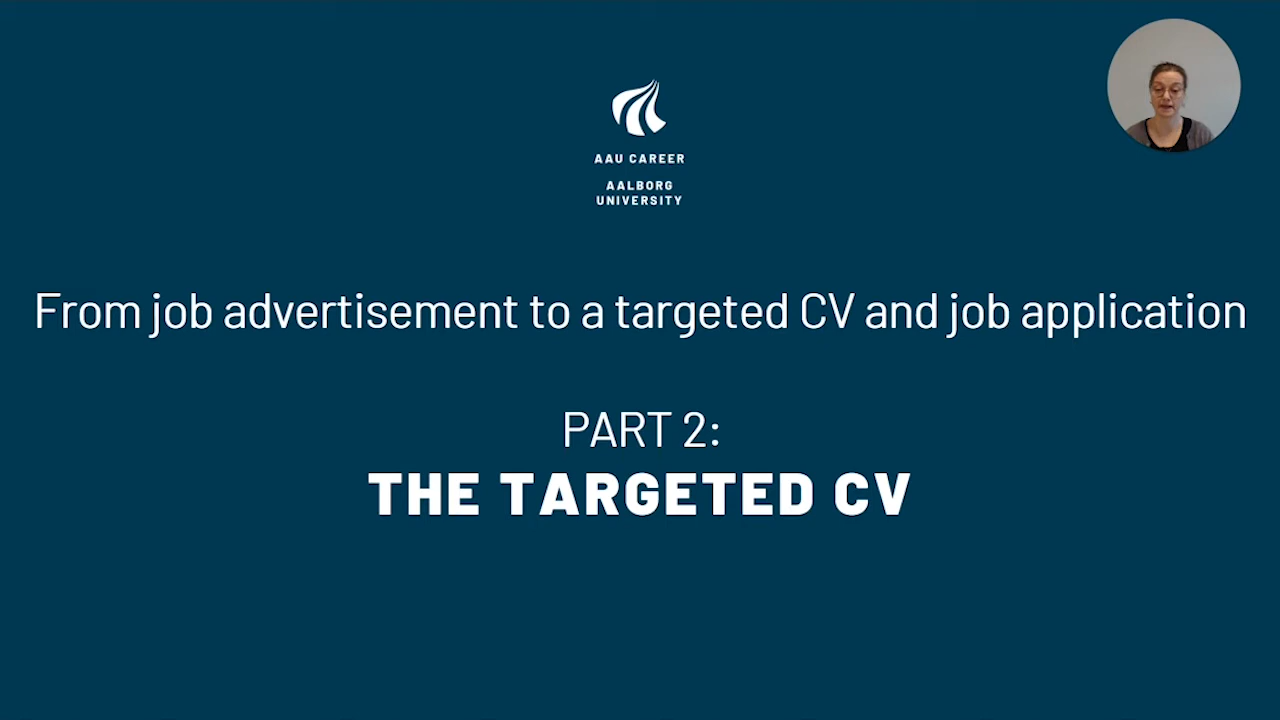 AAU CAREER
AALBORG
UNIVERSITY
From job advertisement to a targeted CV and job application
PART 2:
THE TARGETED CV